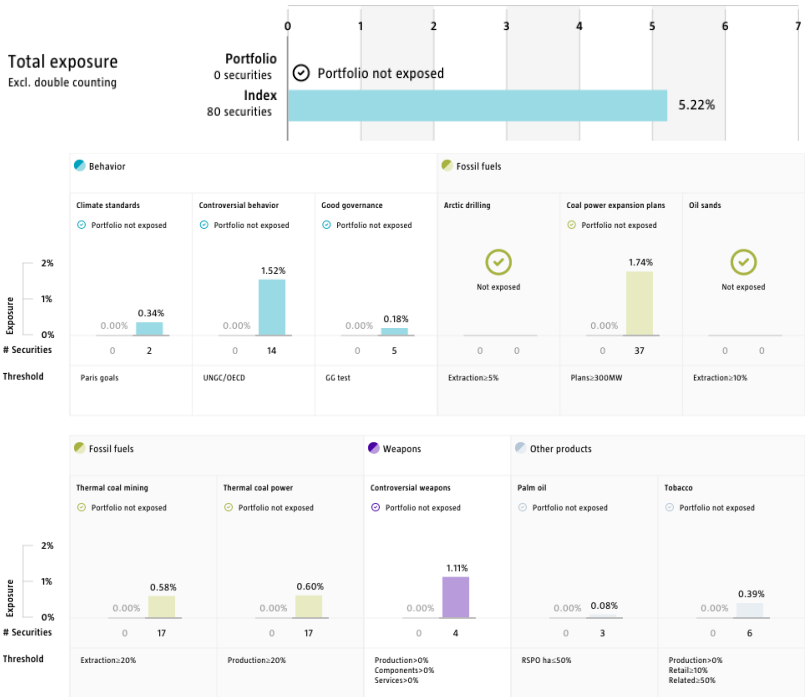 0 1 2 3 4 5 6 7
Total exposure
Excl. double counting
Portfolio
0 securities
Portfolio not exposed
Index
80 securities
5.22%
Behavior
Fossil fuels
Climate standards
Controversial behavior
Good governance
Arctic drilling
Coal power expansion plans
Oil sands
Portfolio not exposed
Portfolio not exposed
Portfolio not exposed
Portfolio not exposed
Not exposed
Not exposed
Exposure
2%
1%
0%
0.00% 0.34%
0.00% 1.52%
0.00% 0.18%
0.00% 1.74%
# Securities
0 2
0 14
0 5
0 0
0 37
0 0
Threshold
Paris goals
UNGC/OECD
GG test
Extraction≥5%
Plans≥300MW
Extraction≥10%
Fossil fuels
Weapons
Other products
Thermal coal mining
Thermal coal power
Controversial weapons
Palm oil
Tobacco
Portfolio not exposed
Portfolio not exposed
Portfolio not exposed
Portfolio not exposed
Portfolio not exposed
Exposure
2%
1%
0%
0.00% 0.58%
0.00% 0.60%
0.00% 1.11%
0.00% 0.08%
0.00% 0.39%
# Securities
0 17
0 17
0 4
0 3
0 6
Threshold
Extraction≥20%
Production≥20%
Production>0%
Components>0%
Services>0%
RSPO ha≤50%
Production>0%
Retail≥10%
Related≥50%